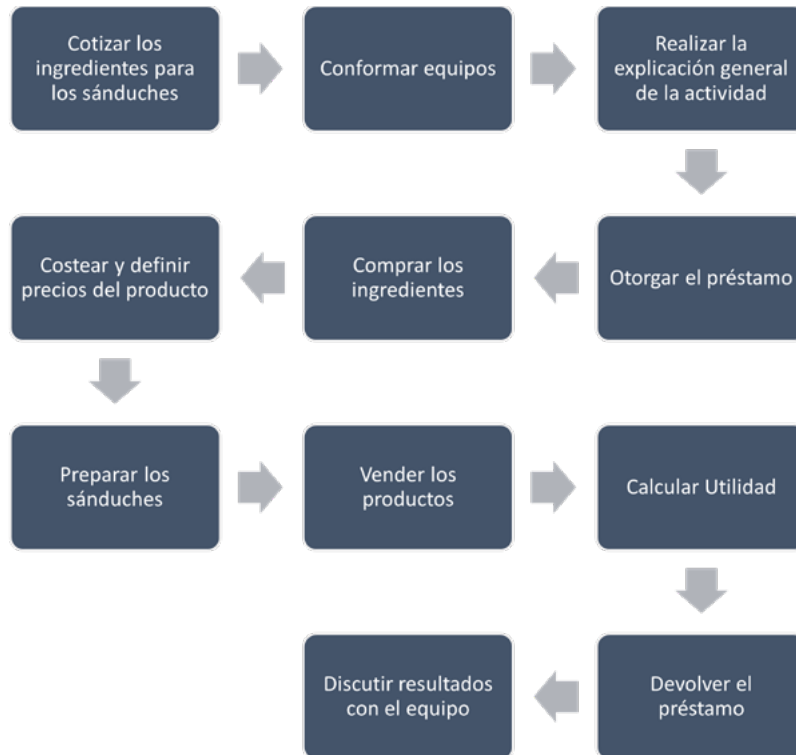 Cotizar los
ingredientes para
los sánduches
Conformar equipos
Realizar la
explicación general
de la actividad
Otorgar el préstamo
Comprar los
ingredientes
Costear y definir
precios del producto
Preparar los
sánduches
Vender los
productos
Calcular Utilidad
Devolver el
préstamo
Discutir resultados
con el equipo